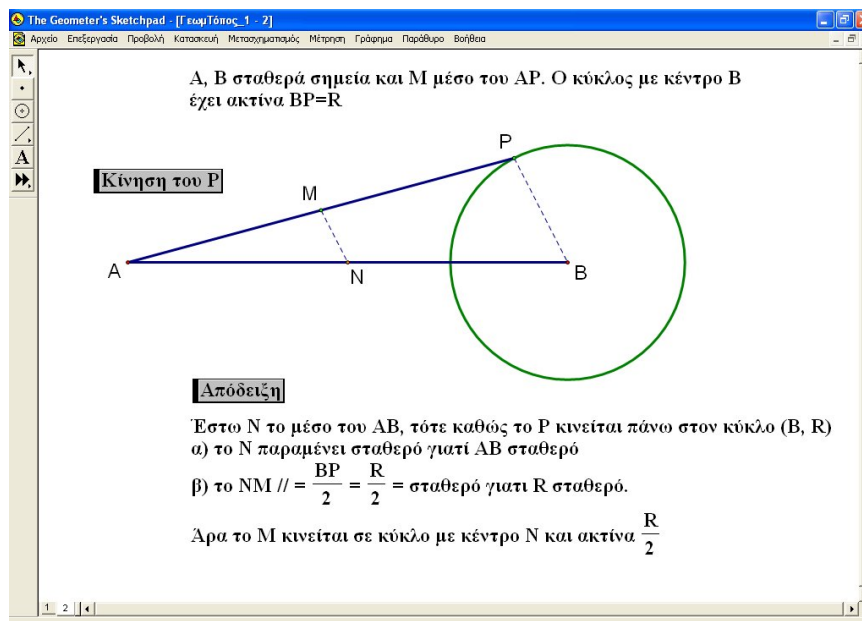 The Geometer's Sketchpad - [ΓεωμΤόπος_1 - 2]
Αρχείο Επεξεργασία Προβολή Κατασκευή Μετασχηματισμός Μέτρηση Γράφημα Παράθυρο Βοήθεια
A
Α, Β σταθερά σημεία και Μ μέσο του ΑΡ. Ο κύκλος με κέντρο Β
έχει ακτίνα ΒΡ=R
P
Κίνηση του Ρ
M
A
N
B
Απόδειξη
Έστω Ν το μέσο του ΑΒ, τότε καθώς το Ρ κινείται πάνω στον κύκλο (Β, R)
α) το Ν παραμένει σταθερό γιατί ΑΒ σταθερό
β) το ΝΜ // = ΒΡ/2 = R/2 = σταθερό γιατι R σταθερό.
Άρα το Μ κινείται σε κύκλο με κέντρο Ν και ακτίνα R/2
1 2